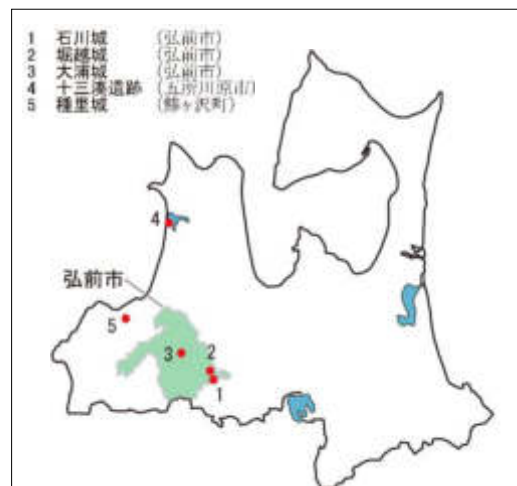 1 石川城 (弘前市)
2 堀越城 (弘前市)
3 大浦城 (弘前市)
4 十三湊遺跡 (五所川原市)
5 種里城 (鰺ヶ沢町)
4
弘前市
5
3
2
1